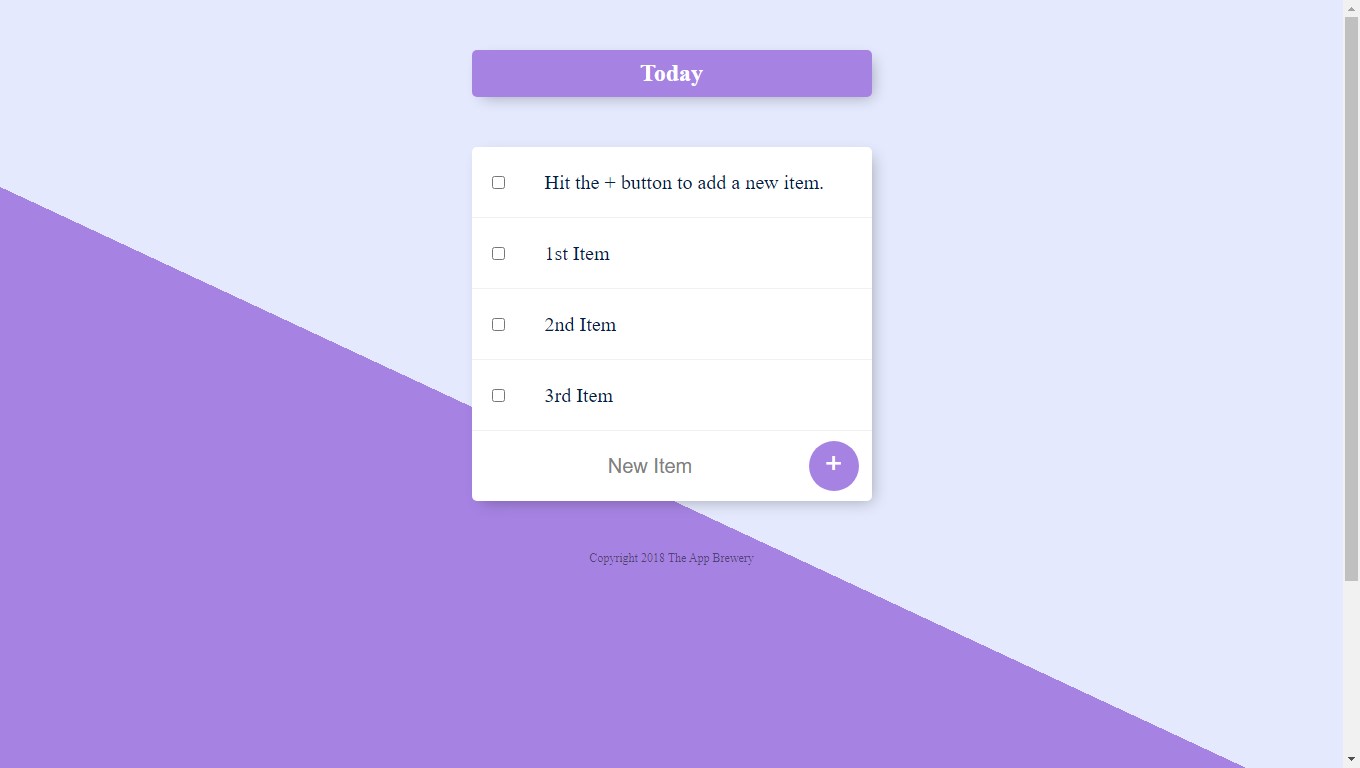 Today
Hit the + button to add a new item.
1st Item
2nd Item
3rd Item
New Item
+
Copyright 2018 The App Brewery